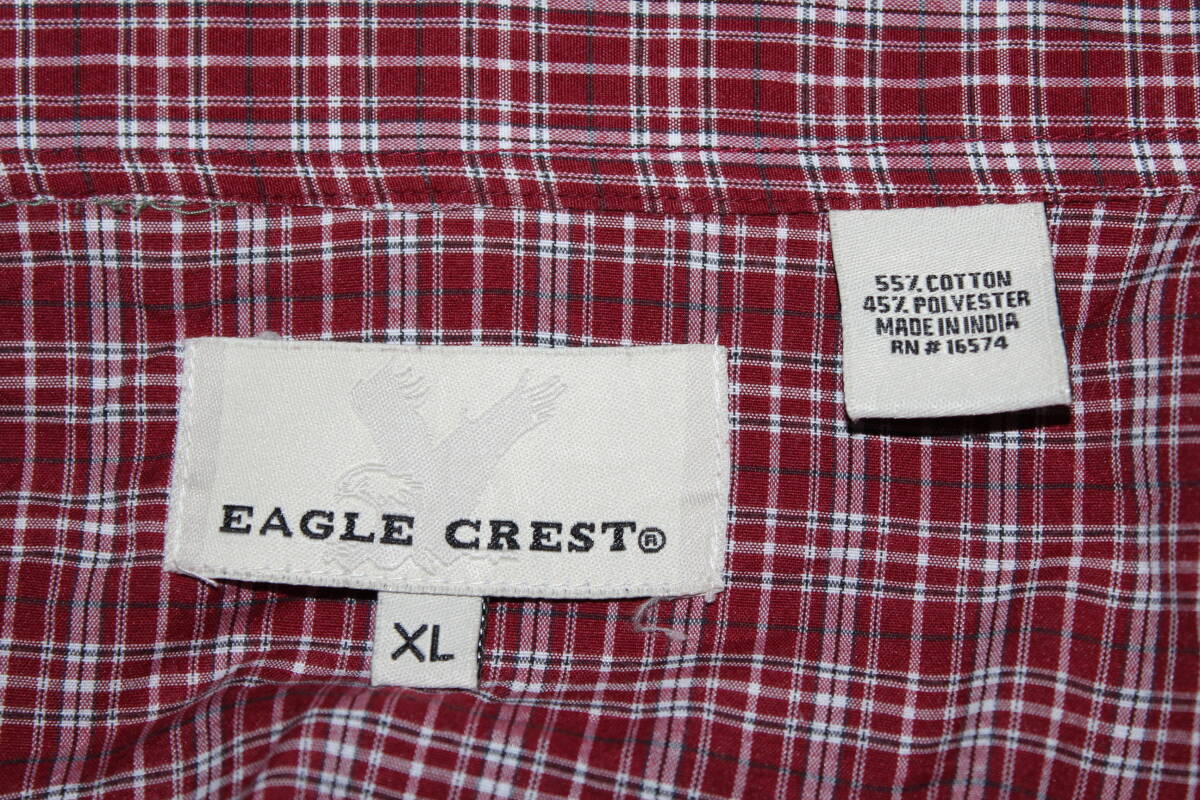 55% COTTON
45% POLYESTER
MADE IN INDIA
RN # 16574
EAGLE CREST®
XL